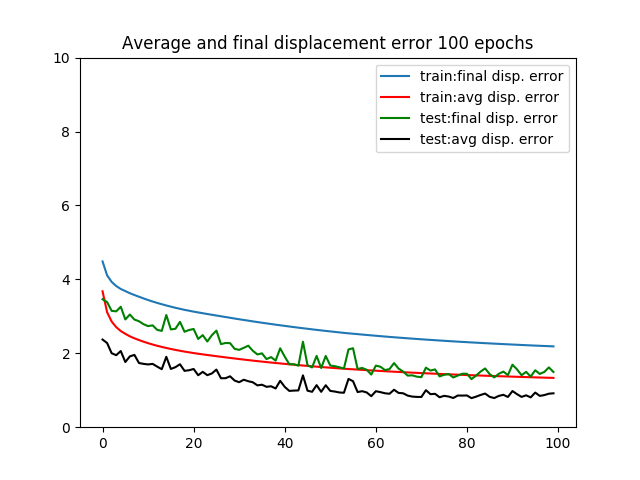 Average and final displacement error 100 epochs
10
8
6
4
2
0
train:final disp. error
train:avg disp. error
test:final disp. error
test:avg disp. error
0 20 40 60 80 100